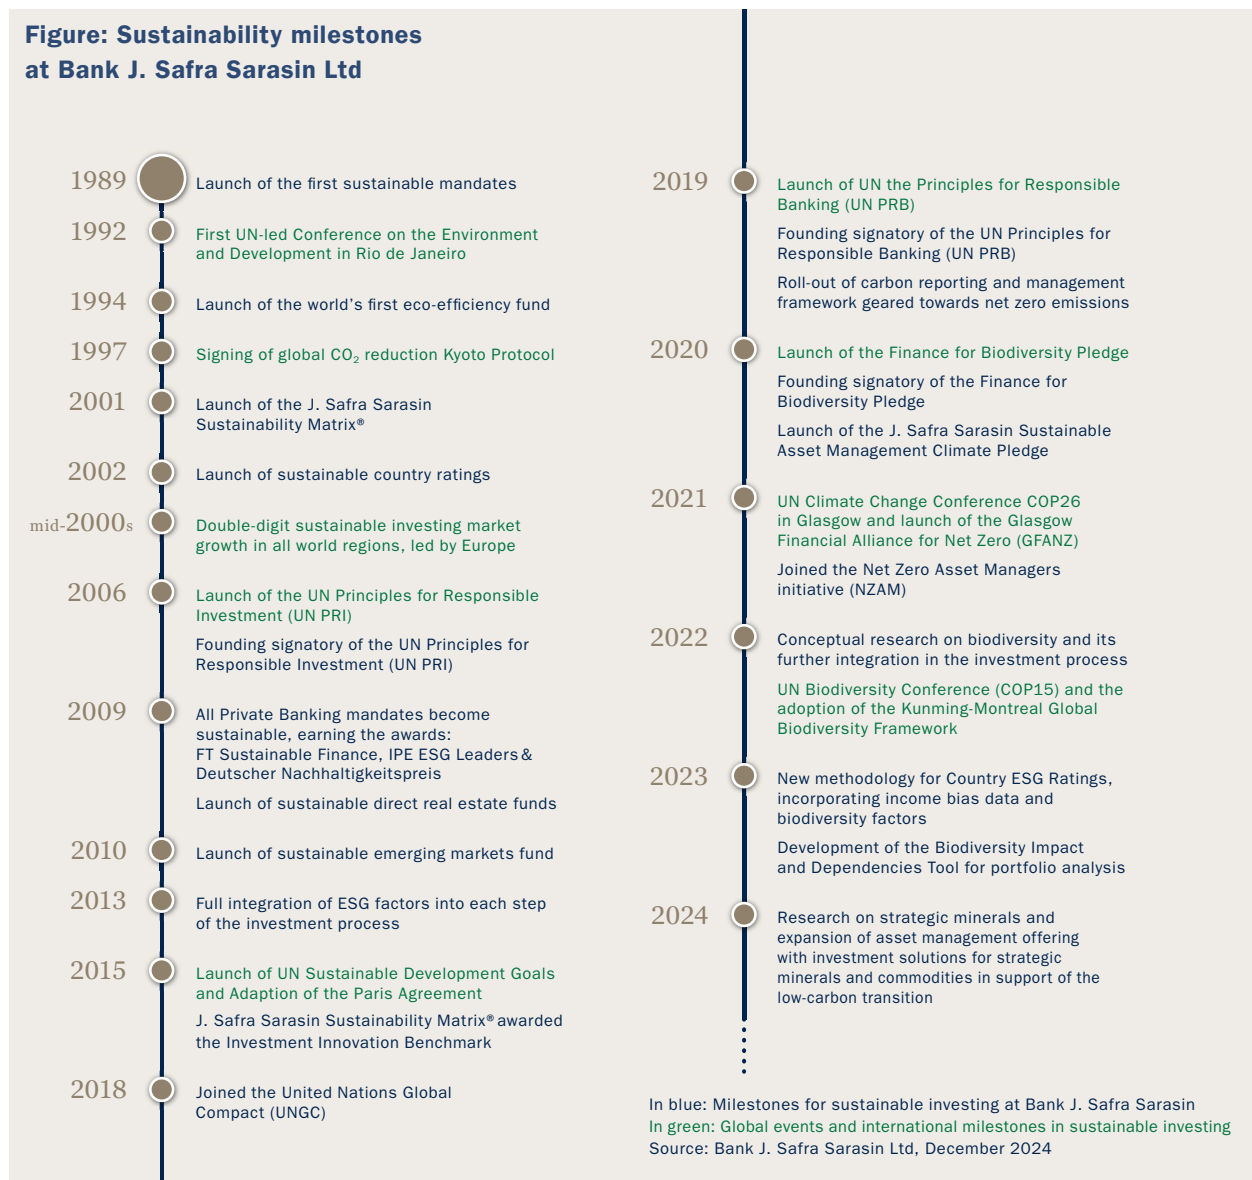 Figure: Sustainability milestones
at Bank J. Safra Sarasin Ltd
1989
Launch of the first sustainable mandates
1992
First UN-led Conference on the Environment
and Development in Rio de Janeiro
1994
Launch of the world’s first eco-efficiency fund
1997
Signing of global CO₂ reduction Kyoto Protocol
2001
Launch of the J. Safra Sarasin
Sustainability Matrix®
2002
Launch of sustainable country ratings
mid-2000s
Double-digit sustainable investing market
growth in all world regions, led by Europe
2006
Launch of the UN Principles for Responsible
Investment (UN PRI)
Founding signatory of the UN Principles for
Responsible Investment (UN PRI)
2009
All Private Banking mandates become
sustainable, earning the awards:
FT Sustainable Finance, IPE ESG Leaders &
Deutscher Nachhaltigkeitspreis
Launch of sustainable direct real estate funds
2010
Launch of sustainable emerging markets fund
2013
Full integration of ESG factors into each step
of the investment process
2015
Launch of UN Sustainable Development Goals
and Adaption of the Paris Agreement
J. Safra Sarasin Sustainability Matrix® awarded
the Investment Innovation Benchmark
2018
Joined the United Nations Global
Compact (UNGC)
2019
Launch of UN the Principles for Responsible
Banking (UN PRB)
Founding signatory of the UN Principles for
Responsible Banking (UN PRB)
Roll-out of carbon reporting and management
framework geared towards net zero emissions
2020
Launch of the Finance for Biodiversity Pledge
Founding signatory of the Finance for
Biodiversity Pledge
Launch of the J. Safra Sarasin Sustainable
Asset Management Climate Pledge
2021
UN Climate Change Conference COP26
in Glasgow and launch of the Glasgow
Financial Alliance for Net Zero (GFANZ)
Joined the Net Zero Asset Managers
initiative (NZAM)
2022
Conceptual research on biodiversity and its
further integration in the investment process
UN Biodiversity Conference (COP15) and the
adoption of the Kunming-Montreal Global
Biodiversity Framework
2023
New methodology for Country ESG Ratings,
incorporating income bias data and
biodiversity factors
Development of the Biodiversity Impact
and Dependencies Tool for portfolio analysis
2024
Research on strategic minerals and
expansion of asset management offering
with investment solutions for strategic
minerals and commodities in support of the
low-carbon transition
In blue: Milestones for sustainable investing at Bank J. Safra Sarasin
In green: Global events and international milestones in sustainable investing
Source: Bank J. Safra Sarasin Ltd, December 2024